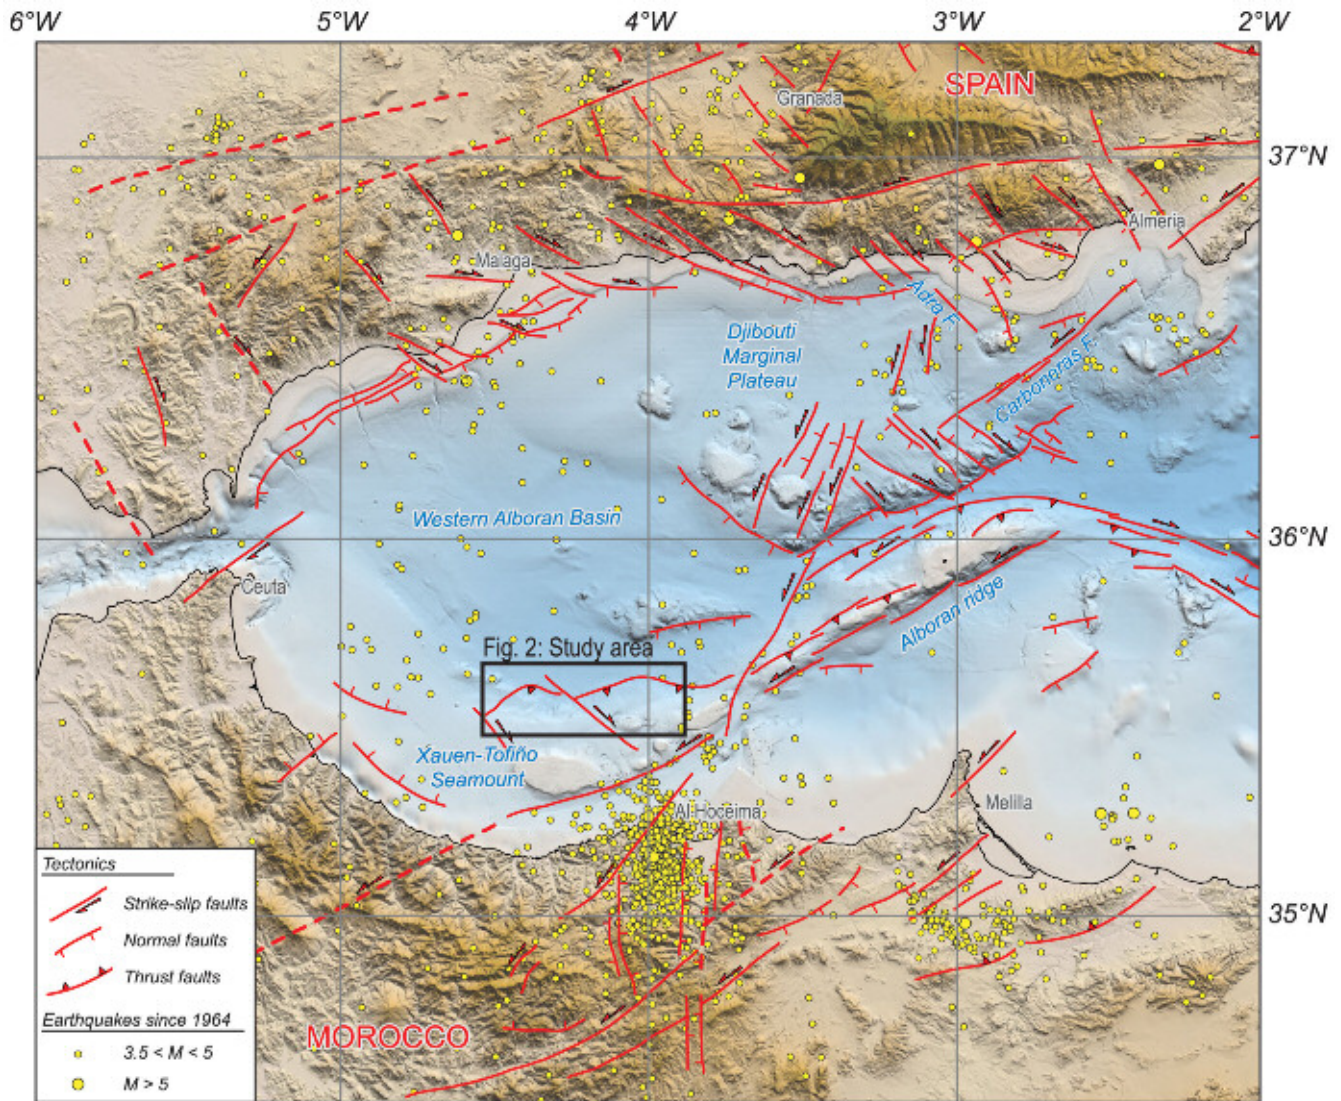 6°W
5°W
4°W
3°W
2°W
SPAIN
Granada
37°N
Almeria
Malaga
Adra F.
Djibouti
Marginal
Plateau
Carboneras F.
Western Alboran Basin
36°N
Ceuta
Alboran ridge
Fig. 2: Study area
Xauen-Tofiño
Seamount
Al Hoceima
Melilla
35°N
MOROCCO
Tectonics
Strike-slip faults
Normal faults
Thrust faults
Earthquakes since 1964
3.5 < M < 5
M > 5